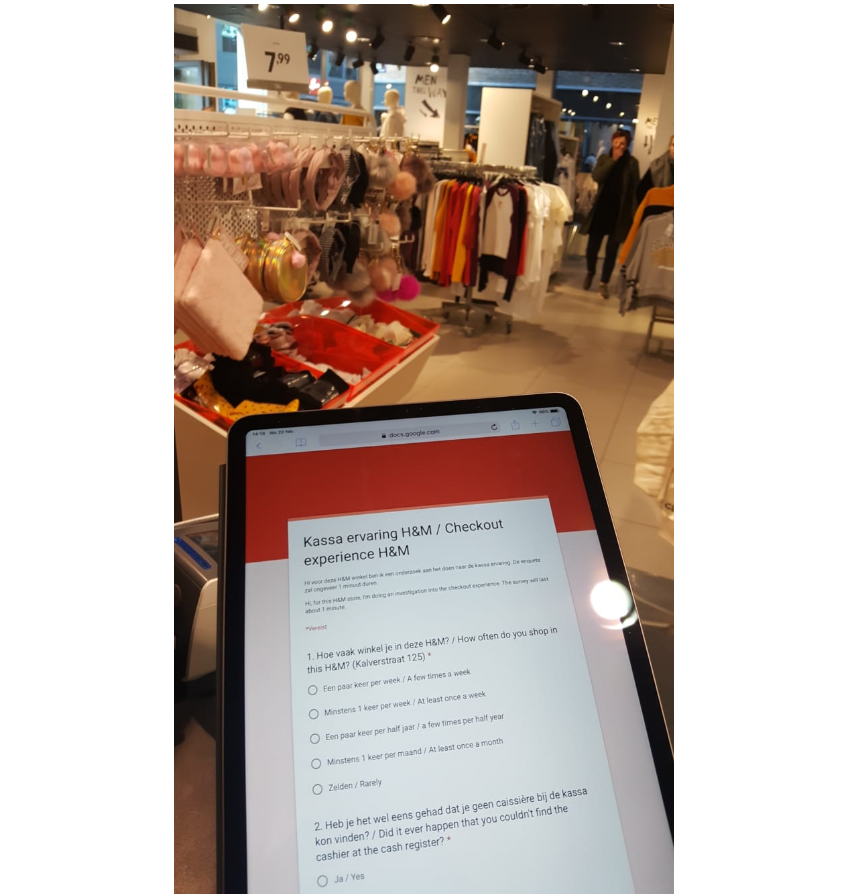 7.99
MEN
THIS WAY
docs.google.com
Kassa ervaring H&M / Checkout
experience H&M
Hi voor deze H&M winkel ben ik een onderzoek aan het doen naar de kassa ervaring. De enquete
zal ongeveer 1 minuut duren.
Hi, for this H&M store, I'm doing an investigation into the checkout experience. The survey will last
about 1 minute.
*Vereist
1. Hoe vaak winkel je in deze H&M? / How often do you shop in
this H&M? (Kalverstraat 125) *
Een paar keer per week / A few times a week
Minstens 1 keer per week / At least once a week
Een paar keer per half jaar / a few times per half year
Minstens 1 keer per maand / At least once a month
Zelden / Rarely
2. Heb je het wel eens gehad dat je geen caissière bij de kassa
kon vinden? / Did it ever happen that you couldn't find the
cashier at the cash register? *
Ja / Yes